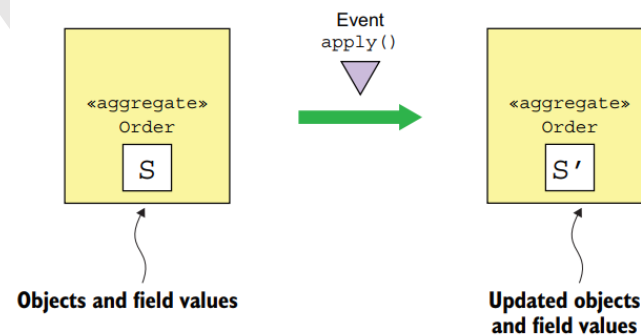 Event
apply()
«aggregate»
Order
S
«aggregate»
Order
S′
Objects and field values
Updated objects
and field values